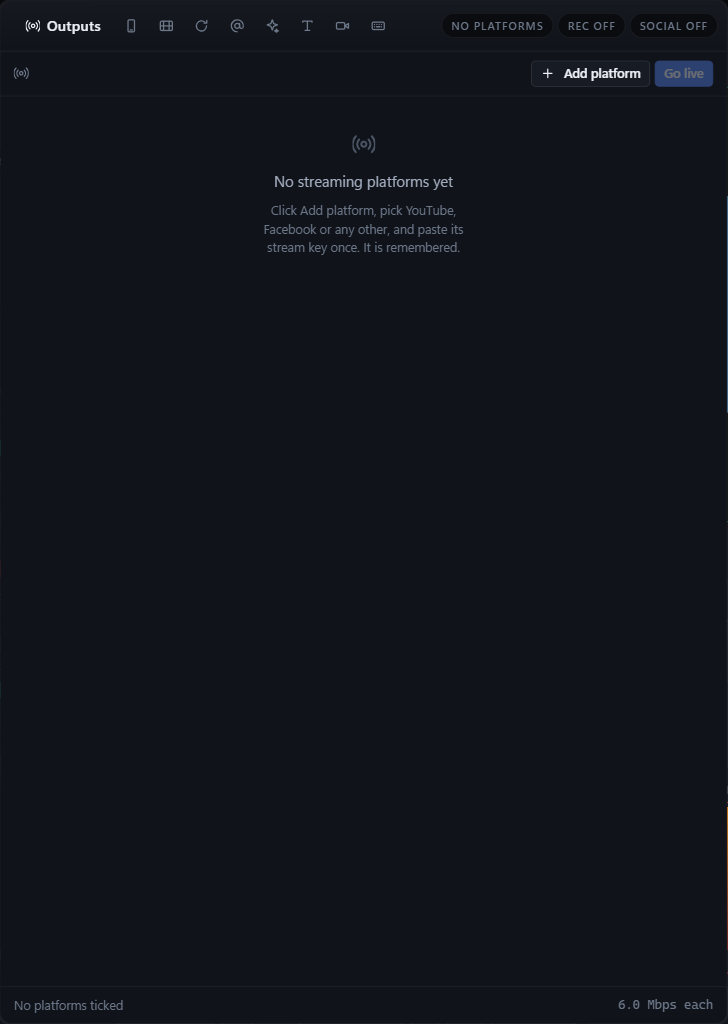 Outputs
NO PLATFORMS
REC OFF
SOCIAL OFF
Add platform
Go live
No streaming platforms yet
Click Add platform, pick YouTube,
Facebook or any other, and paste its
stream key once. It is remembered.
No platforms ticked
6.0 Mbps each